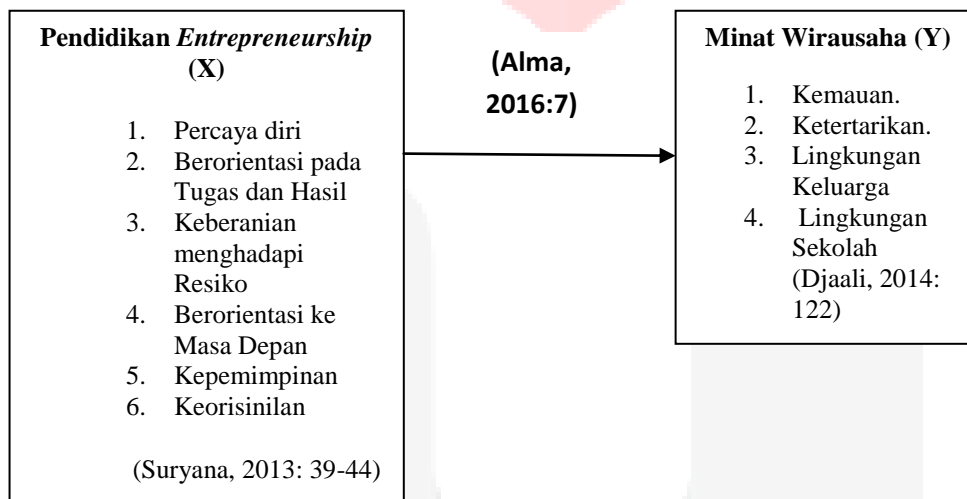 Pendidikan Entrepreneurship
(X)
1. Percaya diri
2. Berorientasi pada
Tugas dan Hasil
3. Keberanian
menghadapi
Resiko
4. Berorientasi ke
Masa Depan
5. Kepemimpinan
6. Keorisinilan
(Suryana, 2013: 39-44)
(Alma,
2016:7)
Minat Wirausaha (Y)
1. Kemauan.
2. Ketertarikan.
3. Lingkungan
Keluarga
4. Lingkungan
Sekolah
(Djaali, 2014:
122)